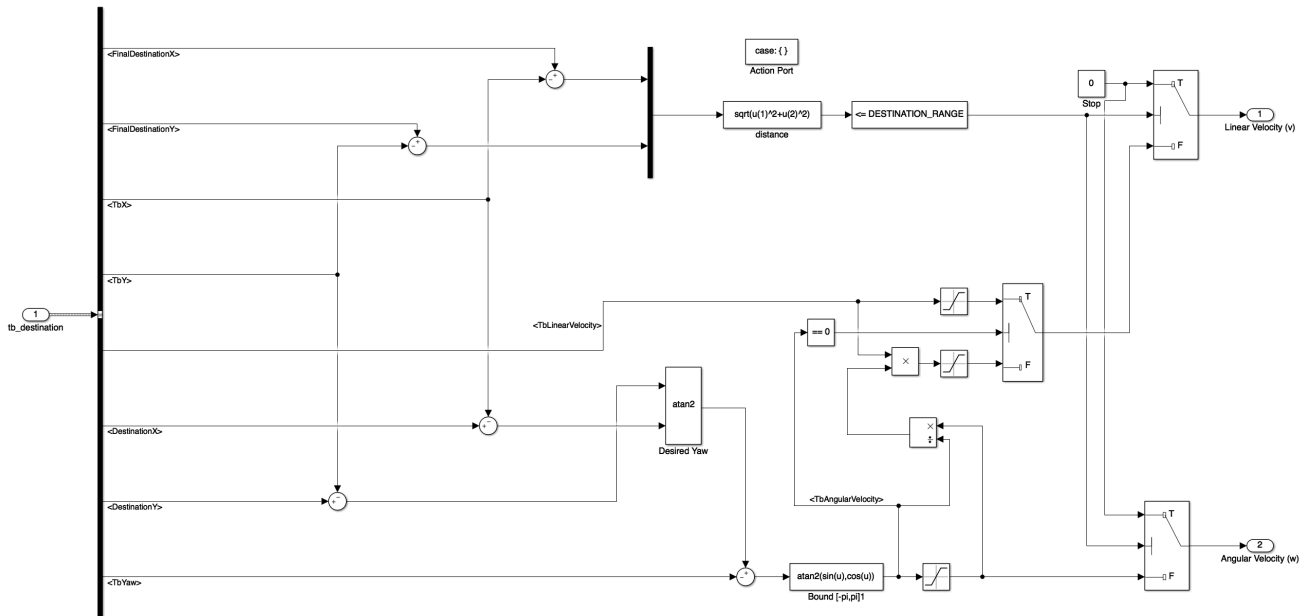 <FinalDestinationX>
case: { }
Action Port
0
Stop
T
F
1
Linear Velocity (v)
sqrt(u(1)^2+u(2)^2)
distance
<= DESTINATION_RANGE
<FinalDestinationY>
<TbX>
<TbY>
1
tb_destination
<TbLinearVelocity>
== 0
T
F
×
atan2
Desired Yaw
×
÷
<DestinationX>
<DestinationY>
<TbAngularVelocity>
T
F
2
Angular Velocity (w)
<TbYaw>
atan2(sin(u),cos(u))
Bound [-pi,pi]1